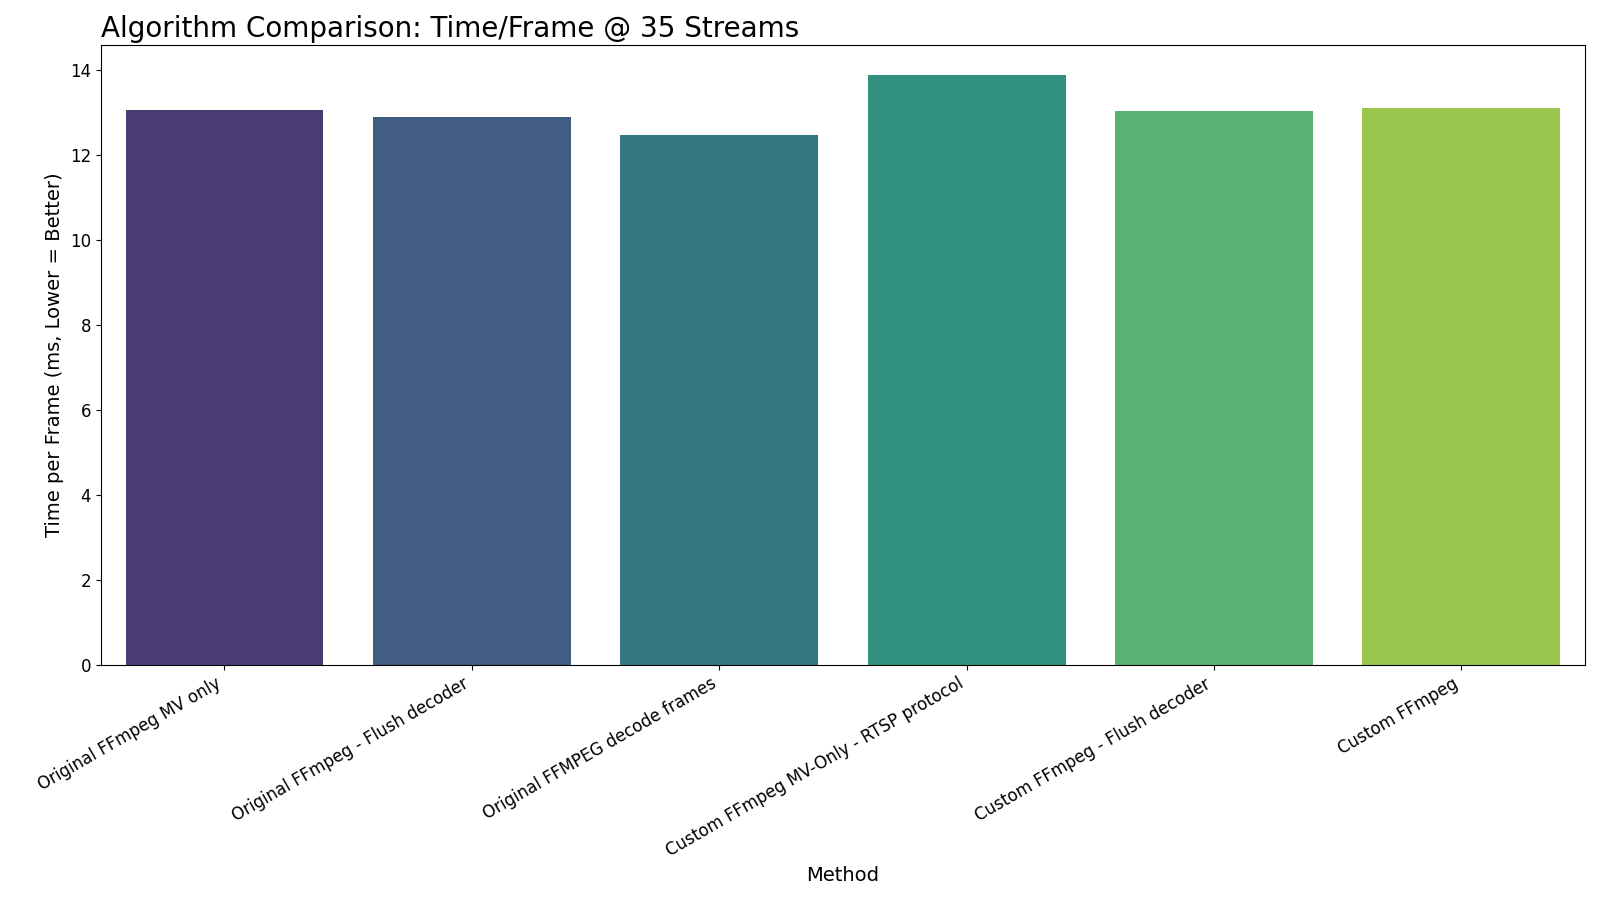 Algorithm Comparison: Time/Frame @ 35 Streams
Time per Frame (ms, Lower = Better)
14
12
10
8
6
4
2
0
Original FFmpeg MV only
Original FFmpeg - Flush decoder
Original FFMPEG decode frames
Custom FFmpeg MV-Only - RTSP protocol
Custom FFmpeg - Flush decoder
Custom FFmpeg
Method